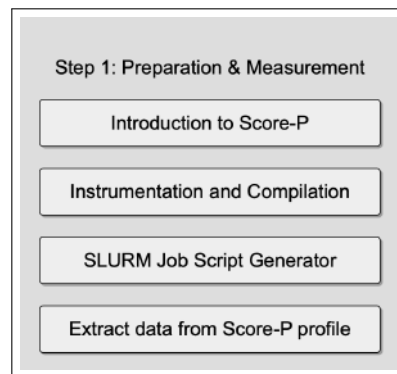 Step 1: Preparation & Measurement
Introduction to Score-P
Instrumentation and Compilation
SLURM Job Script Generator
Extract data from Score-P profile